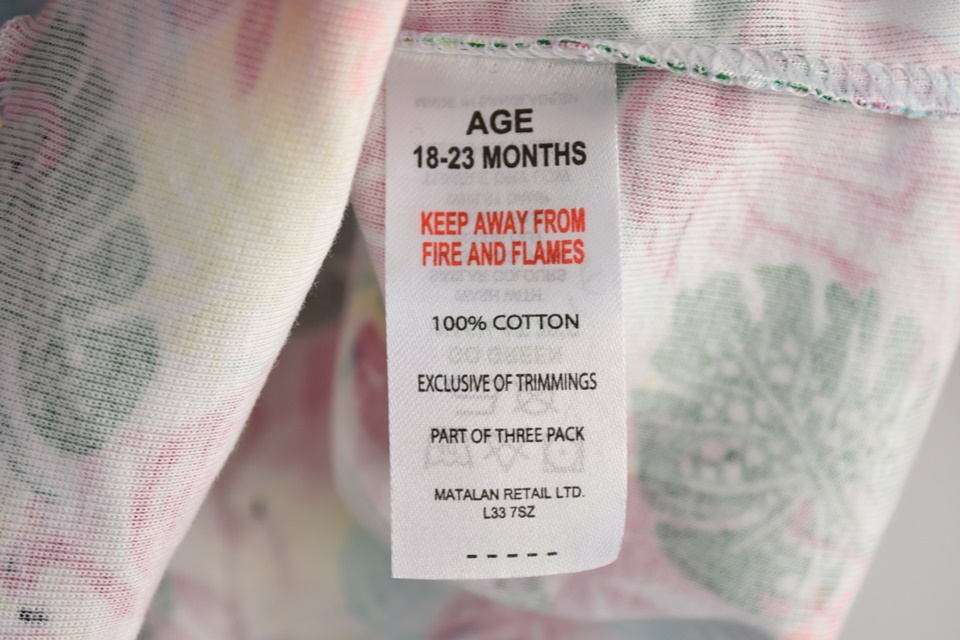 AGE
18-23 MONTHS
KEEP AWAY FROM
FIRE AND FLAMES
100% COTTON
EXCLUSIVE OF TRIMMINGS
PART OF THREE PACK
MATALAN RETAIL LTD.
L33 7SZ
- - - - -